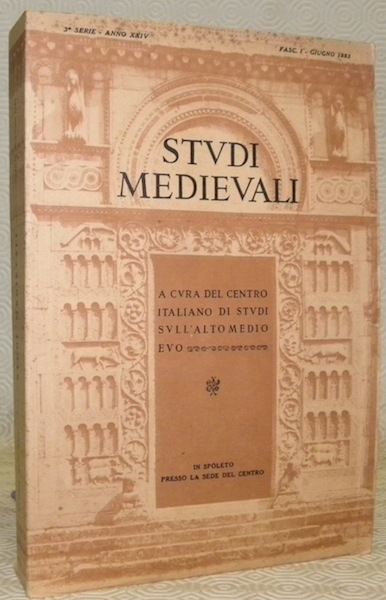 3ª SERIE - ANNO XXIV
FASC. I - GIUGNO 1983
STVDI
MEDIEVALI
A CVRA DEL CENTRO
ITALIANO DI STVDI
SVLL'ALTO MEDIO
EVO
IN SPOLETO
PRESSO LA SEDE DEL CENTRO